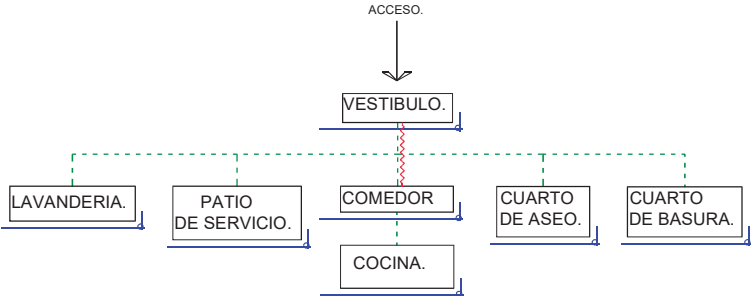 ACCESO.
VESTIBULO.
LAVANDERIA.
PATIO
DE SERVICIO.
COMEDOR
CUARTO
DE ASEO.
CUARTO
DE BASURA.
COCINA.